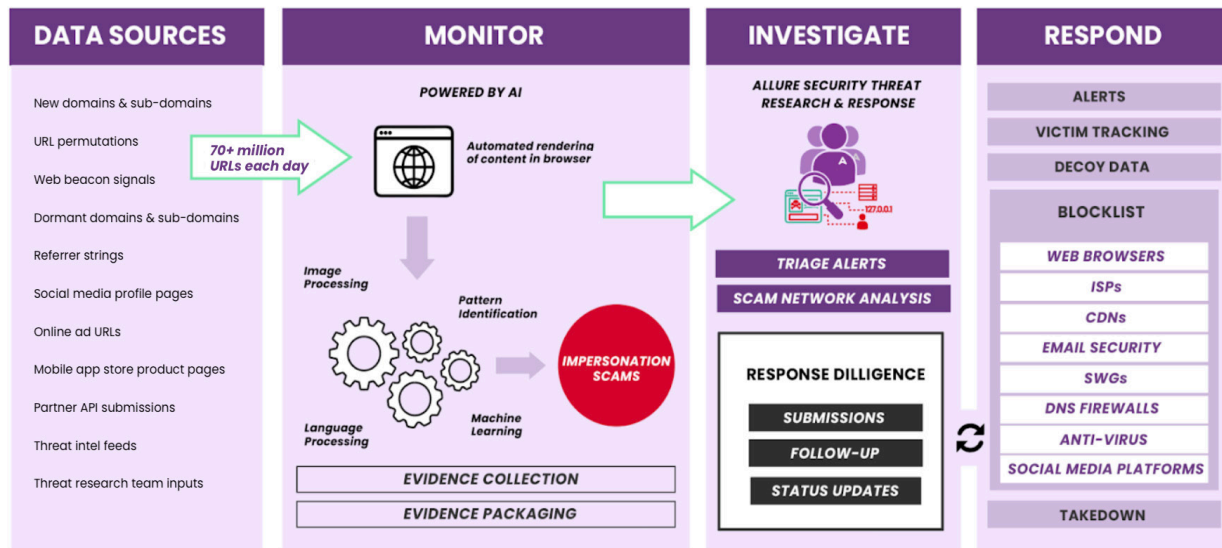 DATA SOURCES
New domains & sub-domains
URL permutations
Web beacon signals
Dormant domains & sub-domains
Referrer strings
Social media profile pages
Online ad URLs
Mobile app store product pages
Partner API submissions
Threat intel feeds
Threat research team inputs
70+ million
URLs each day
MONITOR
POWERED BY AI
Automated rendering
of content in browser
Image
Processing
Pattern
Identification
Language
Processing
Machine
Learning
IMPERSONATION
SCAMS
EVIDENCE COLLECTION
EVIDENCE PACKAGING
INVESTIGATE
ALLURE SECURITY THREAT
RESEARCH & RESPONSE
A
127.0.0.1
TRIAGE ALERTS
SCAM NETWORK ANALYSIS
RESPONSE DILLIGENCE
SUBMISSIONS
FOLLOW-UP
STATUS UPDATES
RESPOND
ALERTS
VICTIM TRACKING
DECOY DATA
BLOCKLIST
WEB BROWSERS
ISPs
CDNs
EMAIL SECURITY
SWGs
DNS FIREWALLS
ANTI-VIRUS
SOCIAL MEDIA PLATFORMS
TAKEDOWN